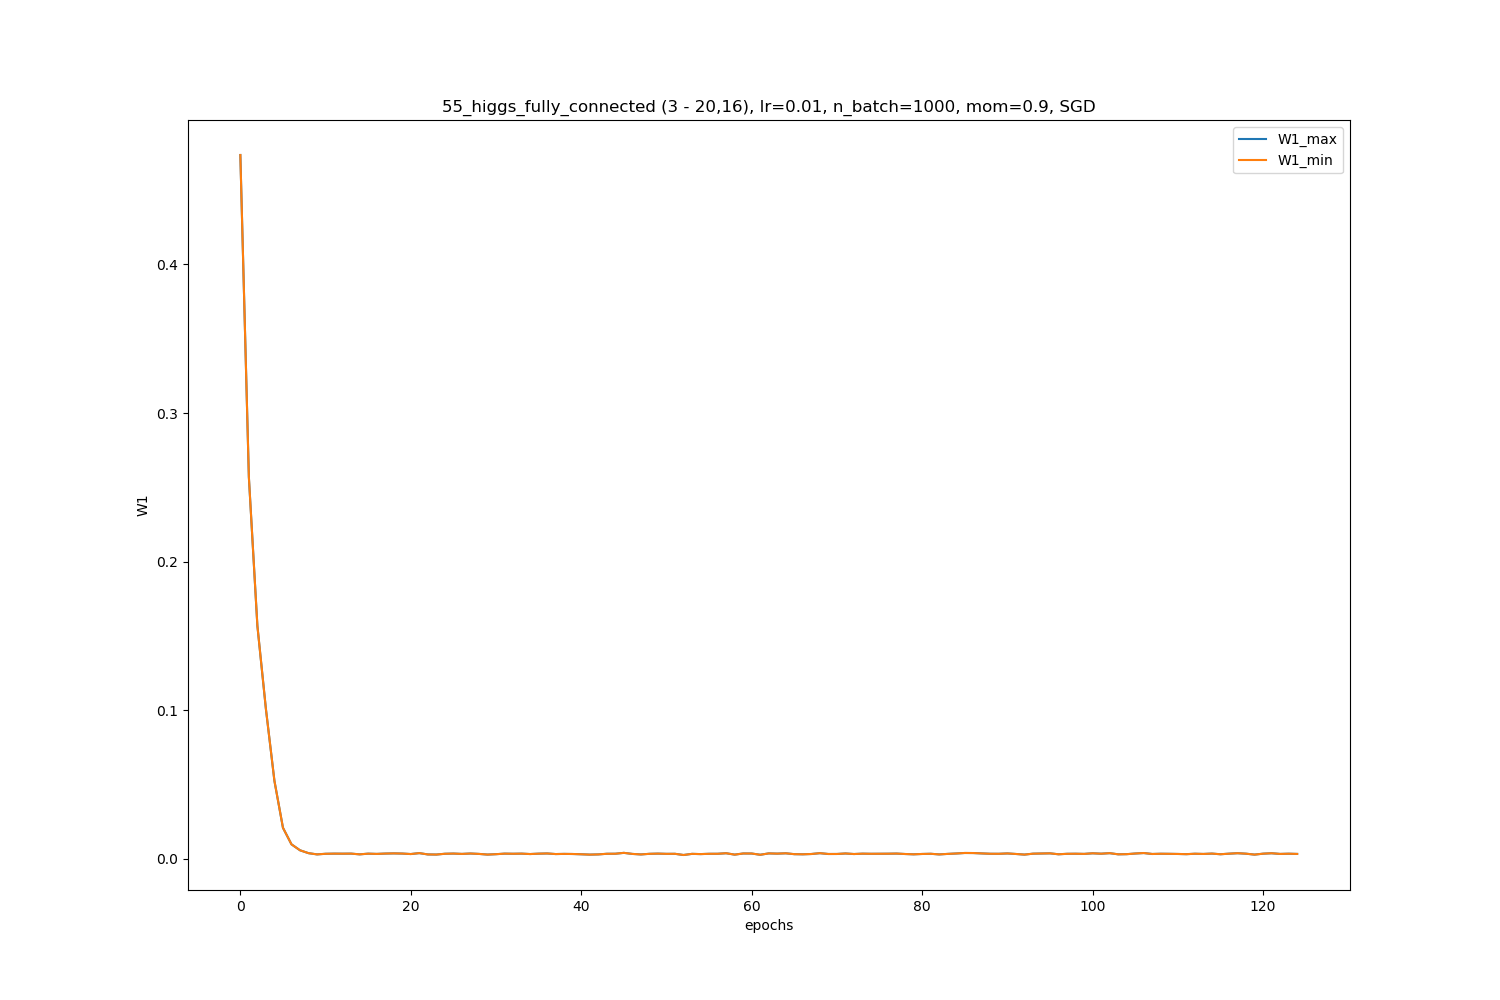 55_higgs_fully_connected (3 - 20,16), lr=0.01, n_batch=1000, mom=0.9, SGD
W1_max
W1_min
0.4
0.3
0.2
0.1
0.0
W1
0 20 40 60 80 100 120
epochs